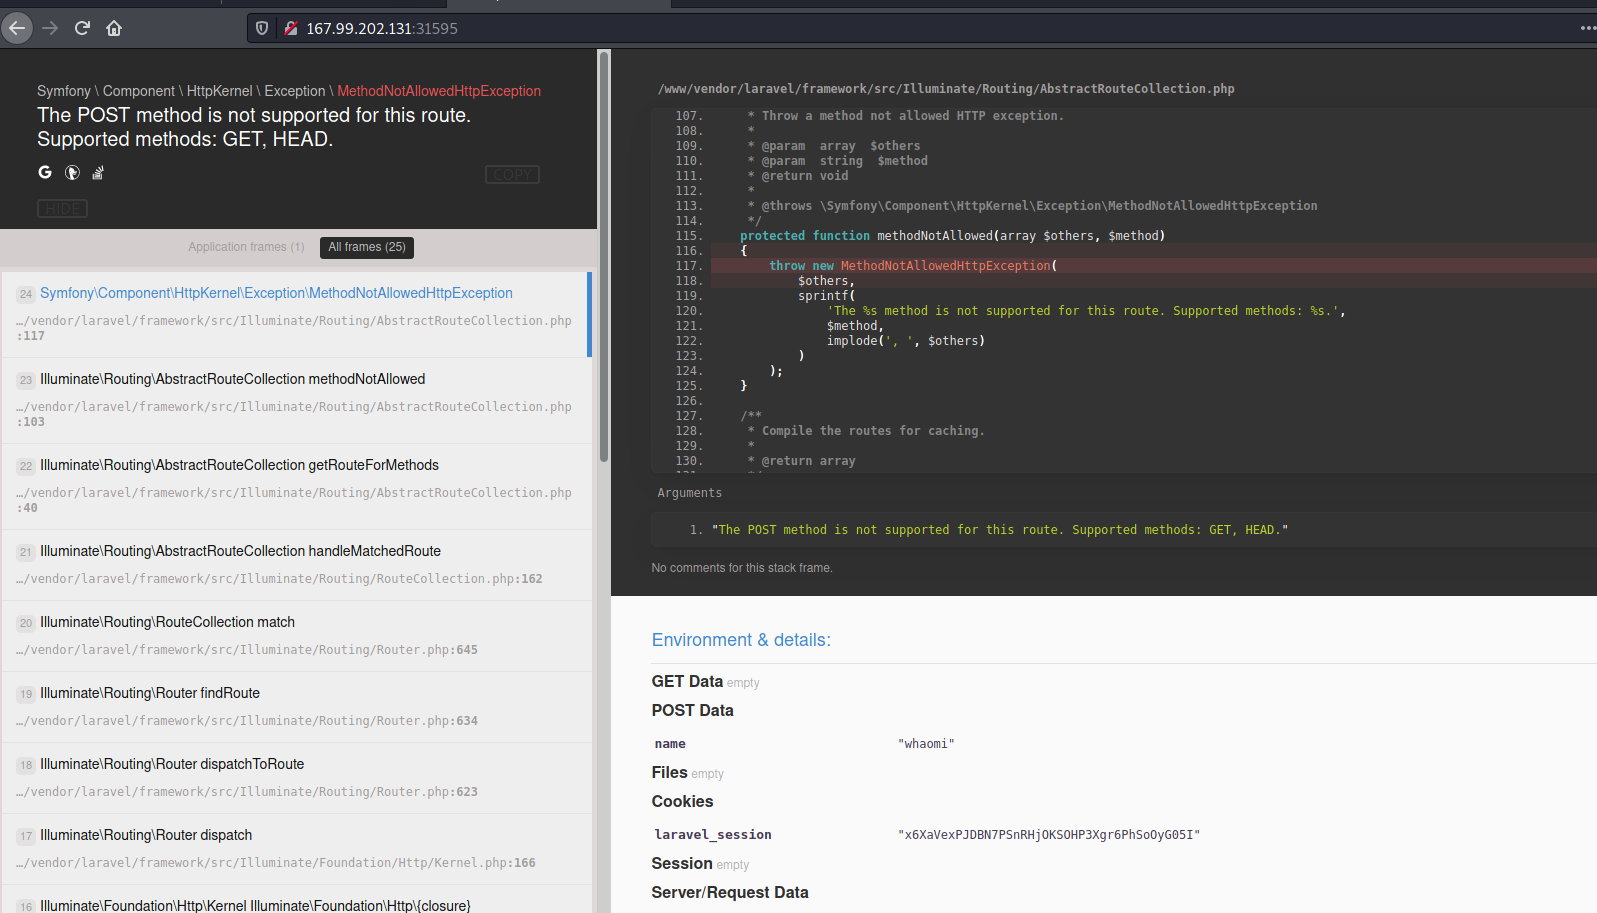 167.99.202.131:31595
Symfony \ Component \ HttpKernel \ Exception \ MethodNotAllowedHttpException
The POST method is not supported for this route.
Supported methods: GET, HEAD.
COPY
HIDE
Application frames (1)
All frames (25)
24 Symfony\Component\HttpKernel\Exception\MethodNotAllowedHttpException
…/vendor/laravel/framework/src/Illuminate/Routing/AbstractRouteCollection.php
:117
23 Illuminate\Routing\AbstractRouteCollection methodNotAllowed
…/vendor/laravel/framework/src/Illuminate/Routing/AbstractRouteCollection.php
:103
22 Illuminate\Routing\AbstractRouteCollection getRouteForMethods
…/vendor/laravel/framework/src/Illuminate/Routing/AbstractRouteCollection.php
:40
21 Illuminate\Routing\AbstractRouteCollection handleMatchedRoute
…/vendor/laravel/framework/src/Illuminate/Routing/RouteCollection.php:162
20 Illuminate\Routing\RouteCollection match
…/vendor/laravel/framework/src/Illuminate/Routing/Router.php:645
19 Illuminate\Routing\Router findRoute
…/vendor/laravel/framework/src/Illuminate/Routing/Router.php:634
18 Illuminate\Routing\Router dispatchToRoute
…/vendor/laravel/framework/src/Illuminate/Routing/Router.php:623
17 Illuminate\Routing\Router dispatch
…/vendor/laravel/framework/src/Illuminate/Foundation/Http/Kernel.php:166
16 Illuminate\Foundation\Http\Kernel Illuminate\Foundation\Http\{closure}
/www/vendor/laravel/framework/src/Illuminate/Routing/AbstractRouteCollection.php
107. * Throw a method not allowed HTTP exception.
108. *
109. * @param  array  $others
110. * @param  string  $method
111. * @return void
112. *
113. * @throws \Symfony\Component\HttpKernel\Exception\MethodNotAllowedHttpException
114. */
115. protected function methodNotAllowed(array $others, $method)
116. {
117. throw new MethodNotAllowedHttpException(
118. $others,
119. sprintf(
120. 'The %s method is not supported for this route. Supported methods: %s.',
121. $method,
122. implode(', ', $others)
123. )
124. );
125. }
126.
127. /**
128. * Compile the routes for caching.
129. *
130. * @return array
Arguments
1. "The POST method is not supported for this route. Supported methods: GET, HEAD."
No comments for this stack frame.
Environment & details:
GET Data empty
POST Data
name "whaomi"
Files empty
Cookies
laravel_session "x6XaVexPJDBN7PSnRHjOKSOHP3Xgr6PhSoOyG05I"
Session empty
Server/Request Data